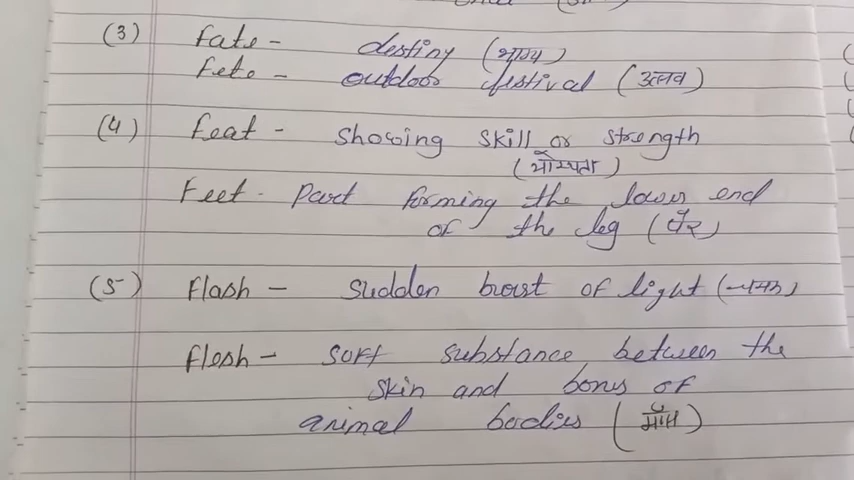 (3) Fate - destiny (भाग्य)
Fete - outdoor festival (उत्सव)
(4) Feat - Showing skill or strength
(योग्यता)
Feet - Part forming the lower end
of the leg (पैर)
(5) Flash - Sudden burst of light (चमक)
Flesh - Soft substance between the
skin and bones of
animal bodies (माँस)